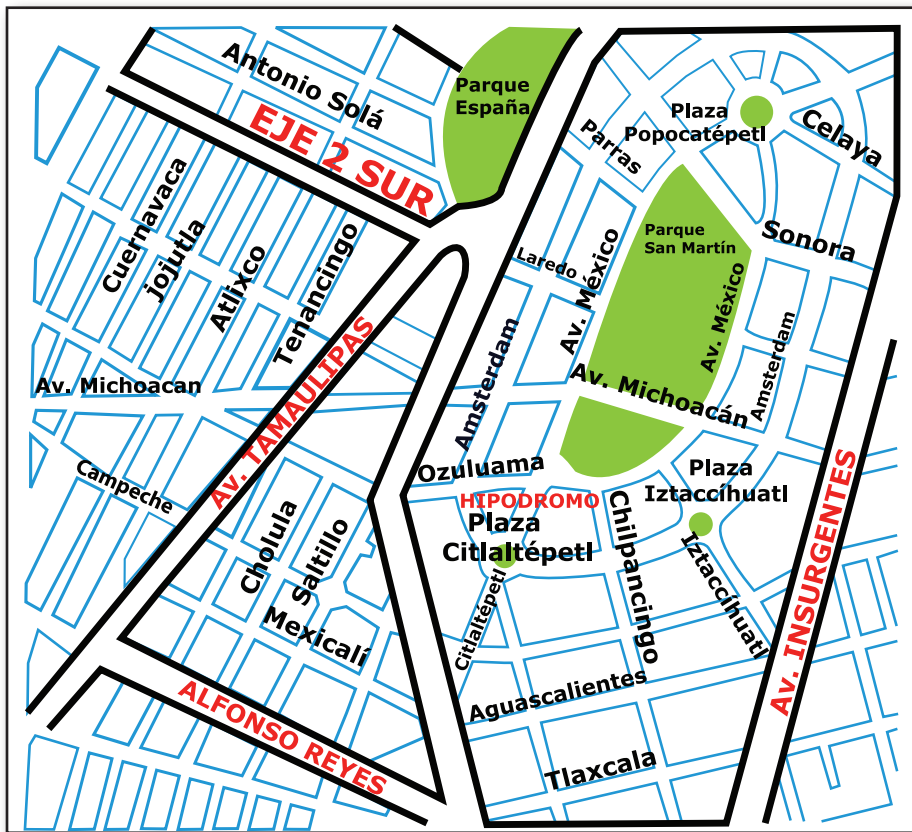 Antonio Solá
Parque
España
Plaza
Popocatépetl
Celaya
EJE 2 SUR
Parras
Cuernavaca
jojutla
Atlixco
Tenancingo
Parque
San Martín
Sonora
Laredo
Av. México
Av. México
Av. TAMAULIPAS
Amsterdam
Amsterdam
Av. Michoacan
Av. Michoacán
Ozuluama
Plaza
Iztaccíhuatl
Campeche
HIPODROMO
Plaza
Citlaltépetl
Chilpancingo
Iztaccíhuatl
Av. INSURGENTES
Cholula
Saltillo
Mexicalí
Citlaltépetl
Aguascalientes
ALFONSO REYES
Tlaxcala